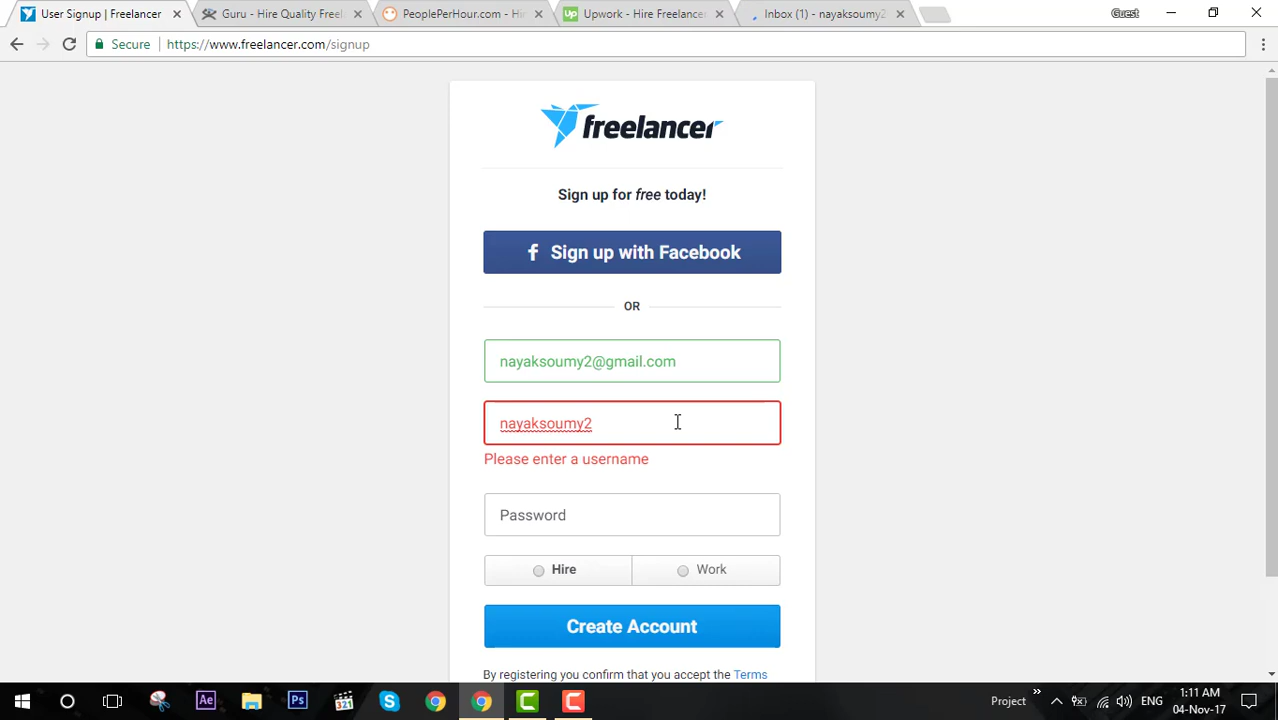 User Signup | Freelancer
Guru - Hire Quality Freel
PeoplePerHour.com - Hi
Upwork - Hire Freelance
Inbox (1) - nayaksoumy2
Guest
Secure
https://www.freelancer.com/signup
freelancer
Sign up for free today!
f Sign up with Facebook
OR
nayaksoumy2@gmail.com
nayaksoumy2
Please enter a username
Password
Hire
Work
Create Account
By registering you confirm that you accept the Terms
Ae
Ps
321
Project
ENG
1:11 AM
04-Nov-17